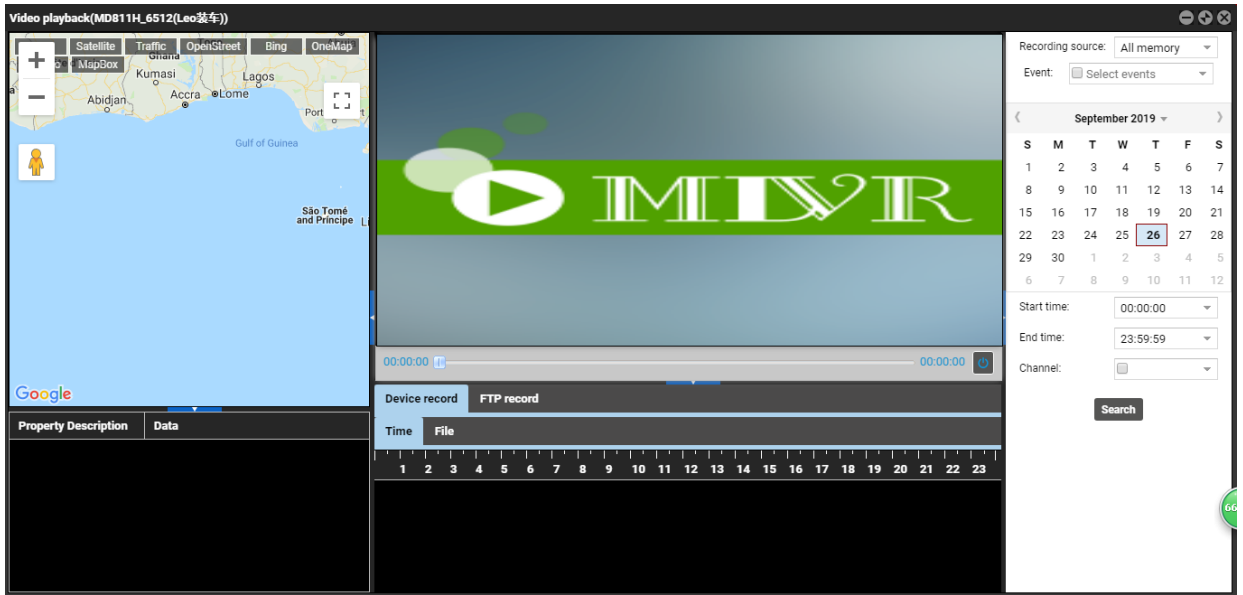 Video playback(MD811H_6512(Leo装车))
Satellite Traffic OpenStreet Bing OneMap
MapBox
Ghana
Kumasi
Lagos
Abidjan
Accra
Lome
Port
Gulf of Guinea
São Tomé
and Príncipe
Google
Property Description Data
MDVR
00:00:00 00:00:00
Device record FTP record
Time File
1 2 3 4 5 6 7 8 9 10 11 12 13 14 15 16 17 18 19 20 21 22 23
Recording source: All memory
Event: Select events
September 2019
S M T W T F S
1 2 3 4 5 6 7
8 9 10 11 12 13 14
15 16 17 18 19 20 21
22 23 24 25 26 27 28
29 30 1 2 3 4 5
6 7 8 9 10 11 12
Start time: 00:00:00
End time: 23:59:59
Channel:
Search
66